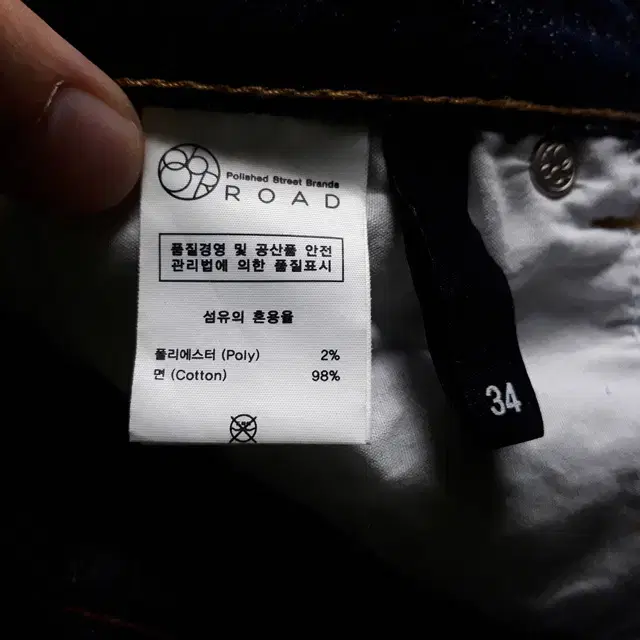 Polished Street Brands
ROAD
품질경영 및 공산품 안전
관리법에 의한 품질표시
섬유의 혼용율
폴리에스터 (Poly) 2%
면 (Cotton) 98%
34